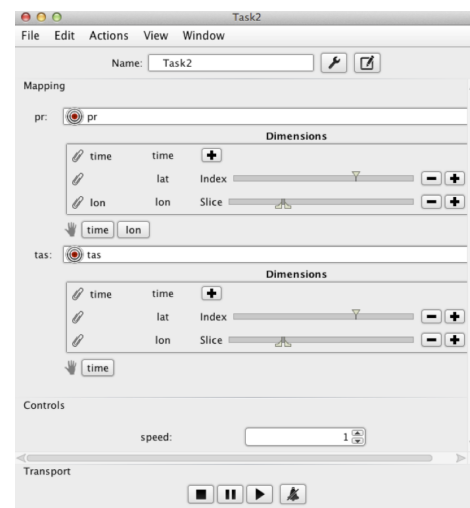 Task2
File Edit Actions View Window
Name: Task2
Mapping
pr: pr
Dimensions
time time
lat Index
lon lon Slice
time lon
tas: tas
Dimensions
time time
lat Index
lon Slice
time
Controls
speed: 1
Transport